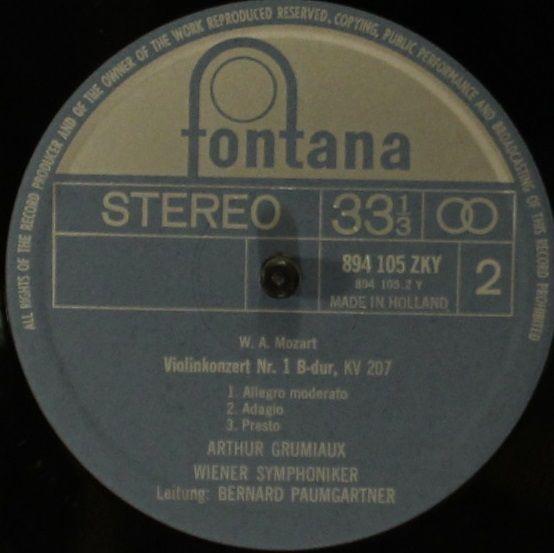 ALL RIGHTS OF THE RECORD PRODUCER AND OF THE OWNER OF THE WORK REPRODUCED RESERVED. COPYING, PUBLIC PERFORMANCE AND BROADCASTING OF THIS RECORD PROHIBITED
fontana
STEREO 33 1/3
894 105 ZKY 2
894 105.2 Y
MADE IN HOLLAND
W. A. Mozart
Violinkonzert Nr. 1 B-dur, KV 207
1. Allegro moderato
2. Adagio
3. Presto
ARTHUR GRUMIAUX
WIENER SYMPHONIKER
Leitung: BERNARD PAUMGARTNER